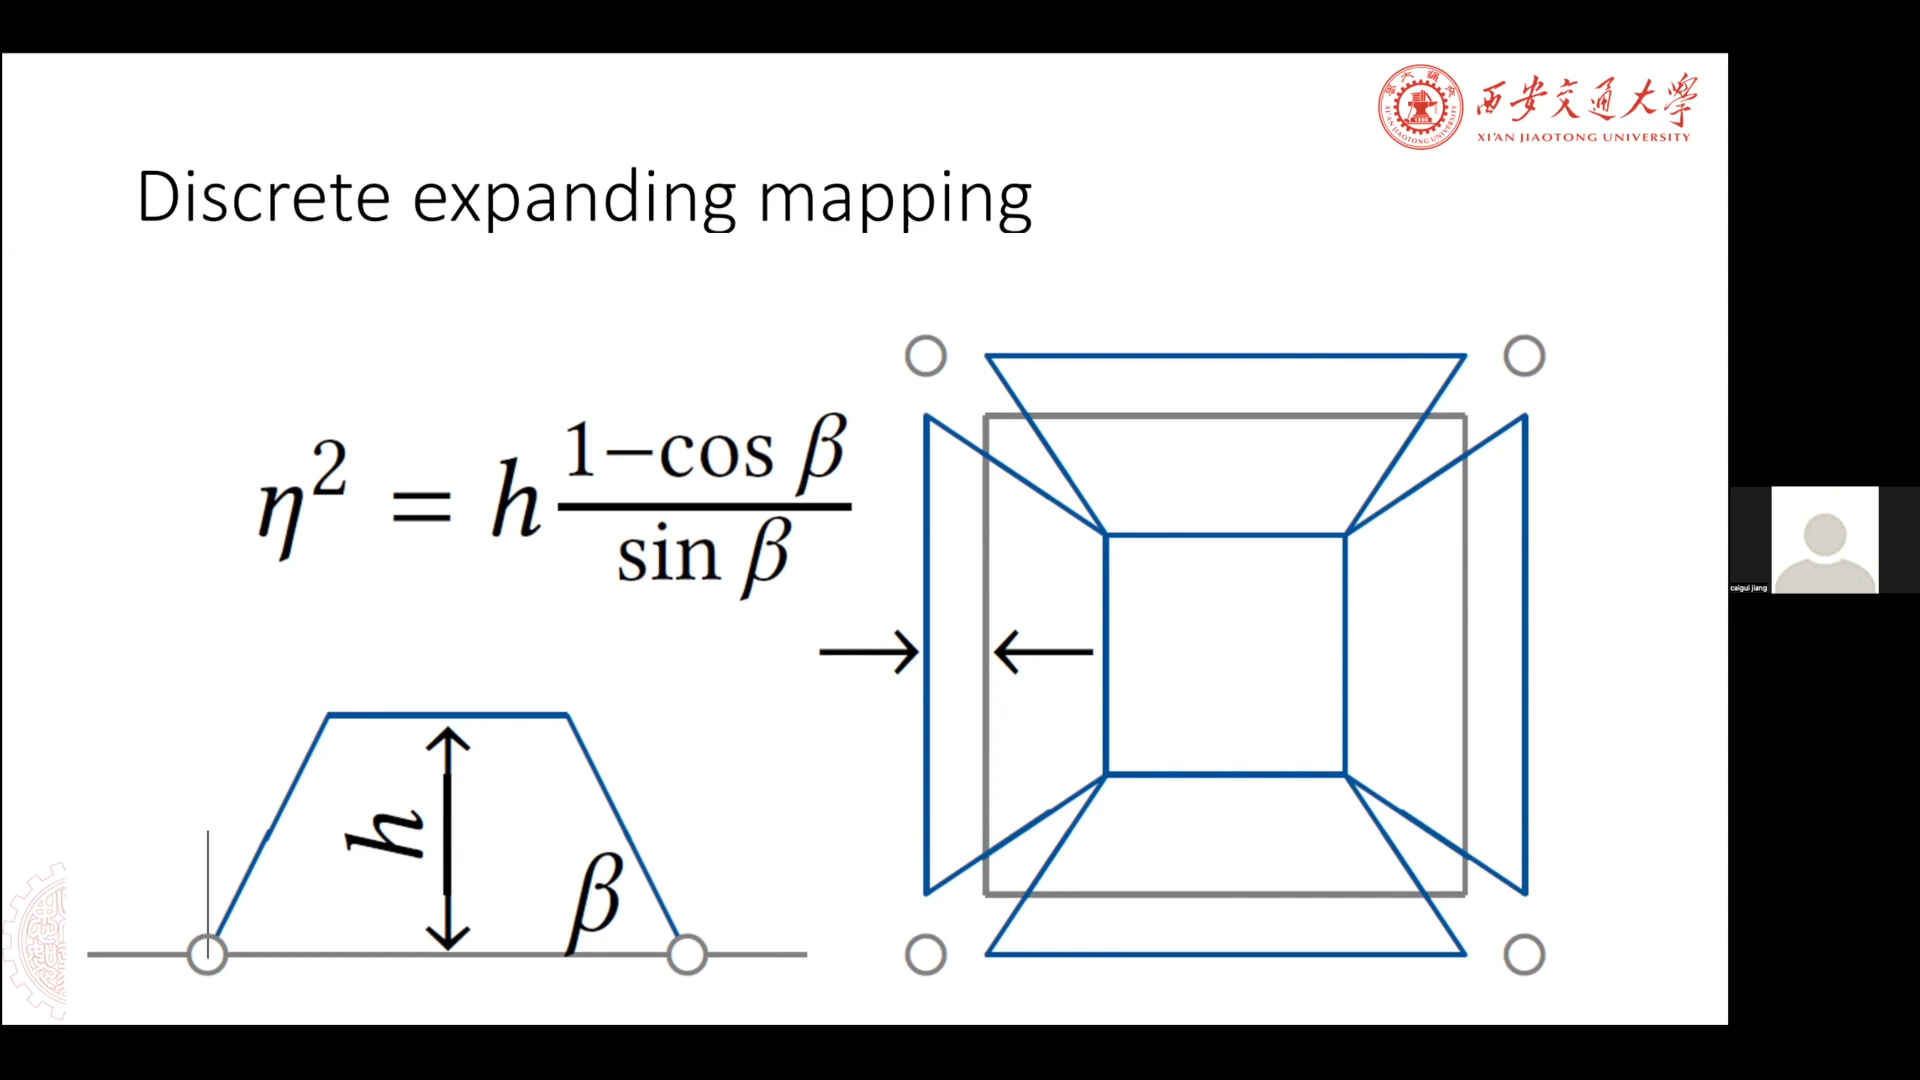 西安交通大学
XI'AN JIAOTONG UNIVERSITY
Discrete expanding mapping
η² = h (1−cos β)/(sin β)
h
β
caigui jiang